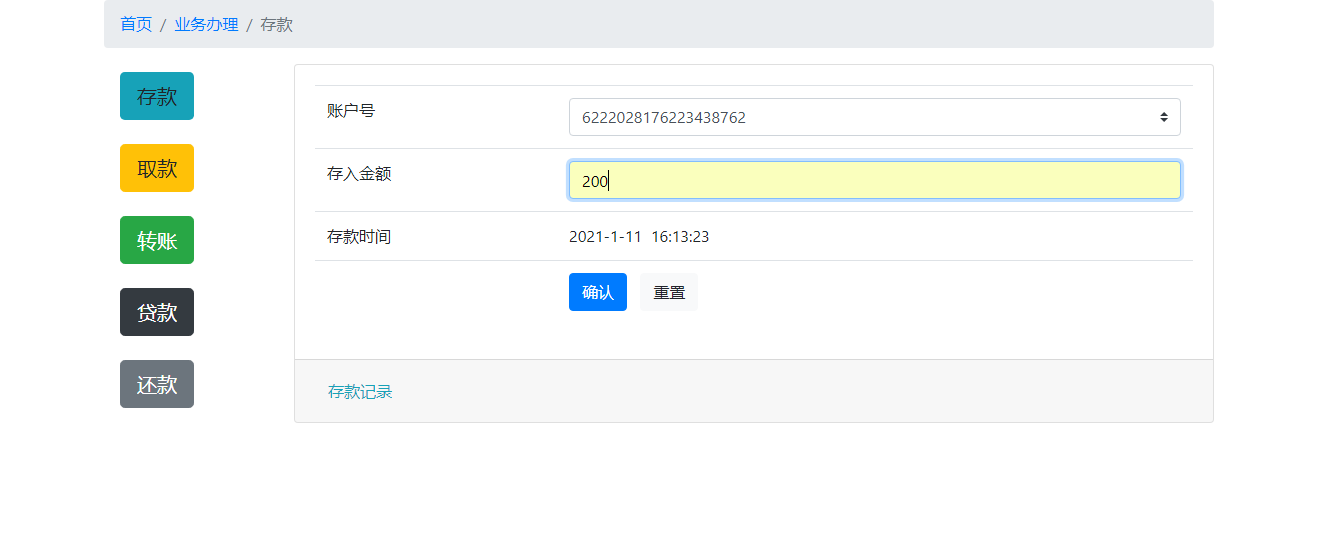 首页 / 业务办理 / 存款
存款
取款
转账
贷款
还款
账户号 6222028176223438762
存入金额 200
存款时间 2021-1-11 16:13:23
确认 重置
存款记录